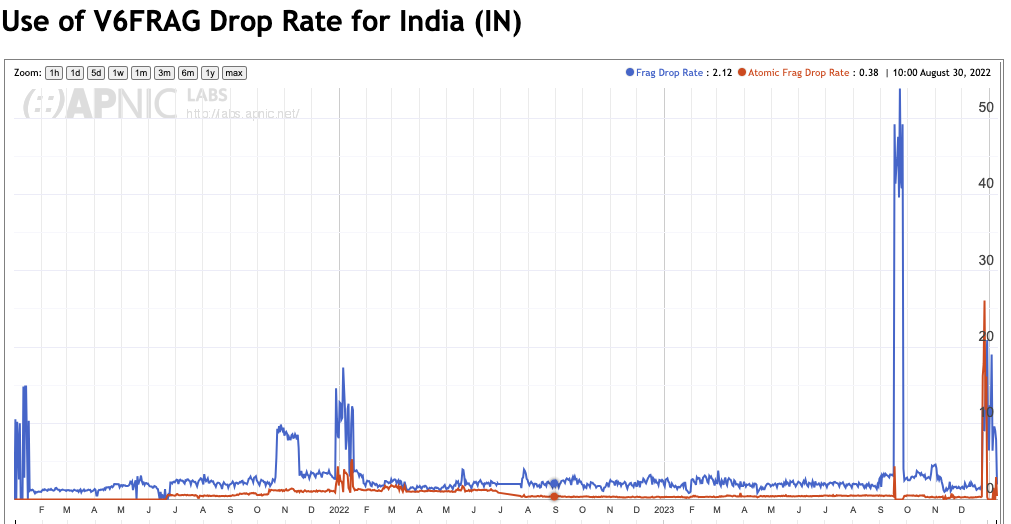 Use of V6FRAG Drop Rate for India (IN)
Zoom: 1h 1d 5d 1w 1m 3m 6m 1y max
Frag Drop Rate : 2.12 Atomic Frag Drop Rate : 0.38 | 10:00 August 30, 2022
(::) APNIC LABS
http://labs.apnic.net/
50
40
30
20
10
0
F M A M J J A S O N D 2022 F M A M J J A S O N D 2023 F M A M J J A S O N D